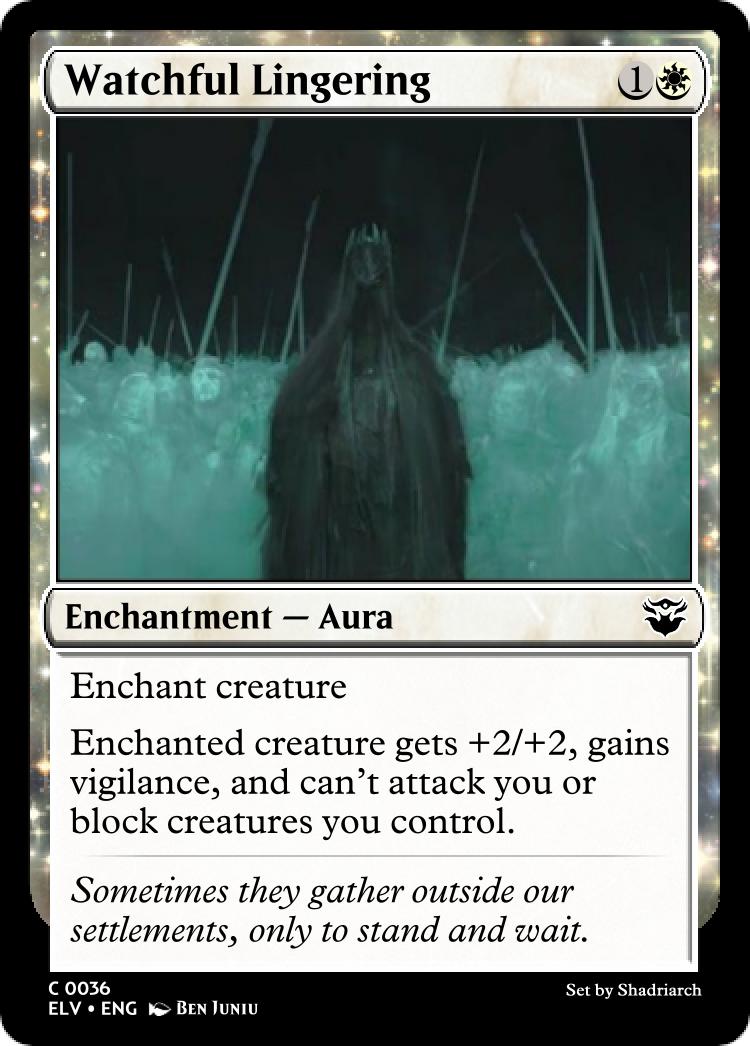 Watchful Lingering 1
Enchantment — Aura
Enchant creature
Enchanted creature gets +2/+2, gains
vigilance, and can't attack you or
block creatures you control.
Sometimes they gather outside our
settlements, only to stand and wait.
C 0036
ELV • ENG Ben Juniu
Set by Shadriarch